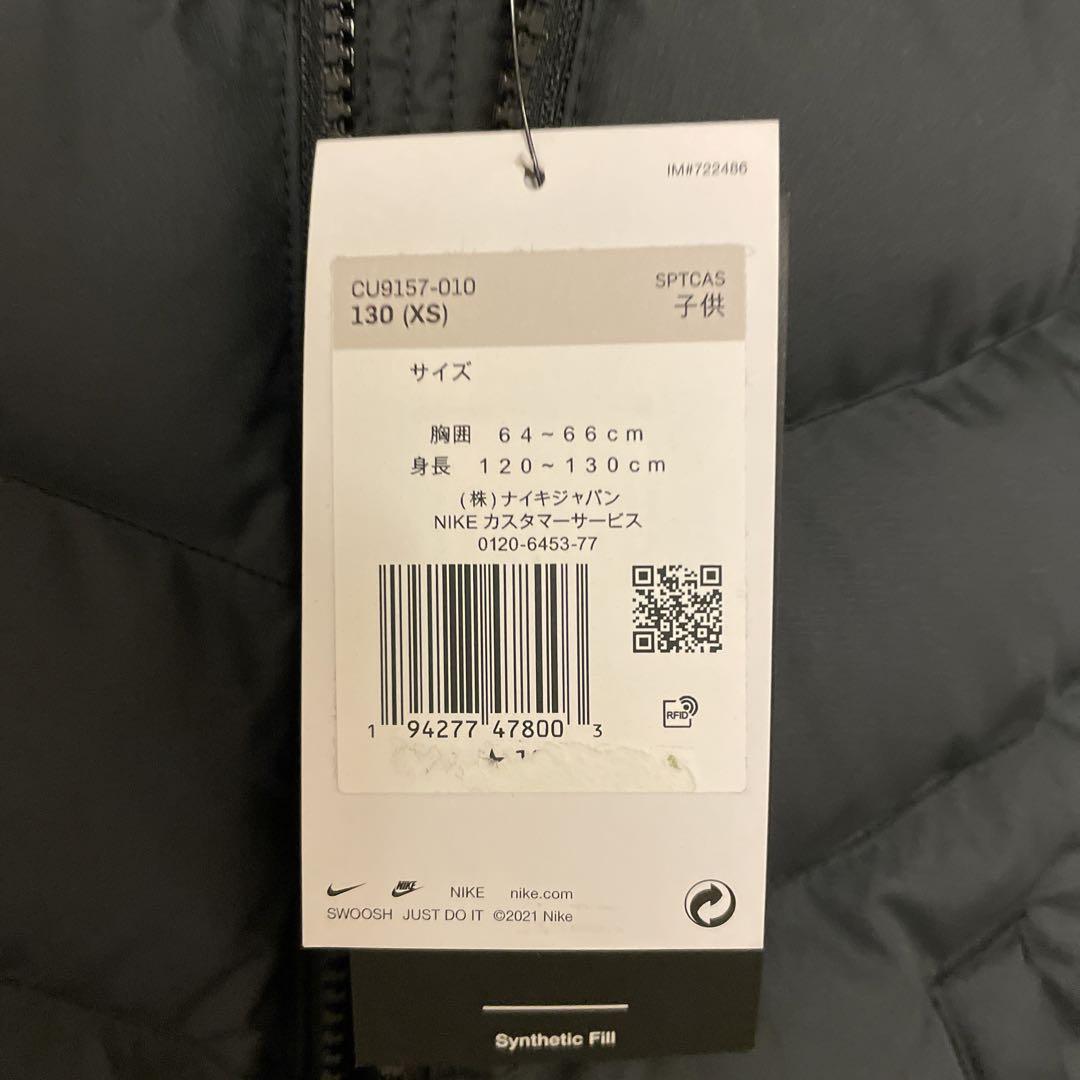 IM#722486
CU9157-010
130 (XS)
SPTCAS
子供
サイズ
胸囲 64~66cm
身長 120~130cm
(株)ナイキジャパン
NIKE カスタマーサービス
0120-6453-77
RFID
1 94277 47800 3
NIKE NIKE nike.com
SWOOSH JUST DO IT ©2021 Nike
Synthetic Fill